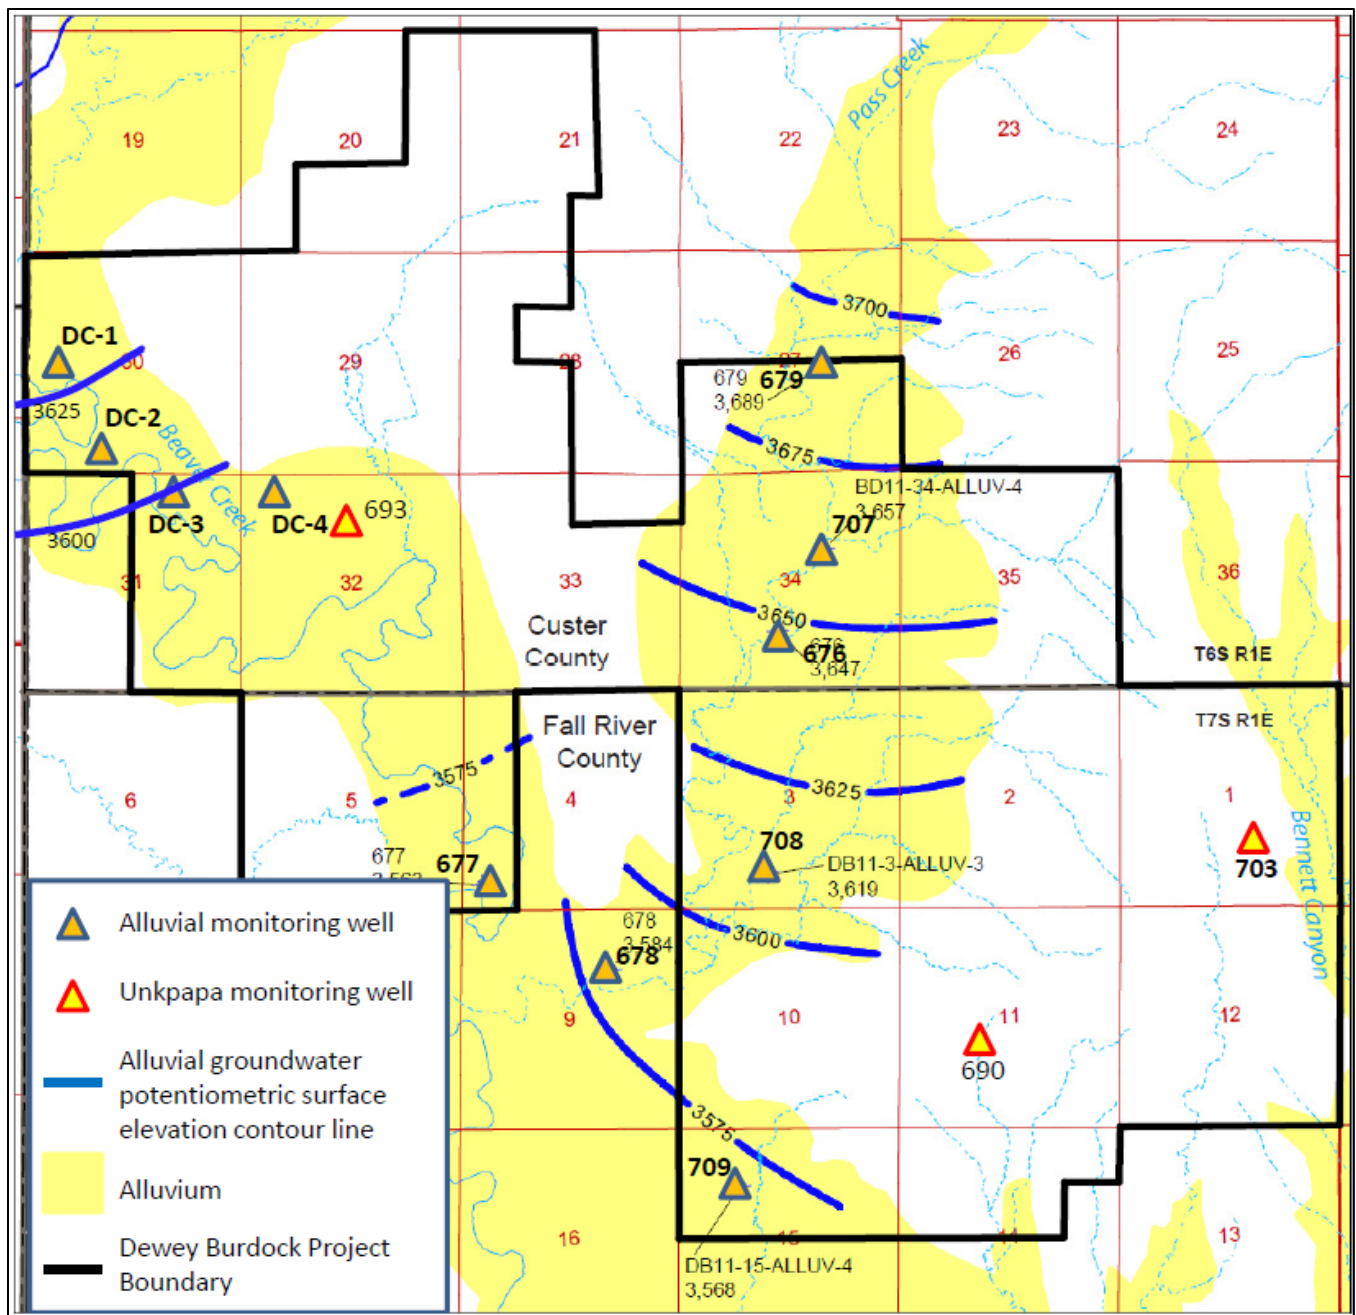 Pass Creek
19
20
21
22
23
24
3700
DC-1
30
29
28
27
26
25
679
679
3,689
3625
DC-2
3675
Beaver Creek
BD11-34-ALLUV-4
3,657
707
DC-3
DC-4
693
3600
31
32
33
34
35
36
3650
676
676
3,647
Custer
County
T6S R1E
T7S R1E
Fall River
County
3575
3625
6
5
4
3
2
1
Bennett Canyon
708
DB11-3-ALLUV-3
3,619
703
677
677
678
3,584
678
3600
9
10
11
12
690
3575
709
16
15
13
DB11-15-ALLUV-4
3,568
Alluvial monitoring well
Unkpapa monitoring well
Alluvial groundwater
potentiometric surface
elevation contour line
Alluvium
Dewey Burdock Project
Boundary